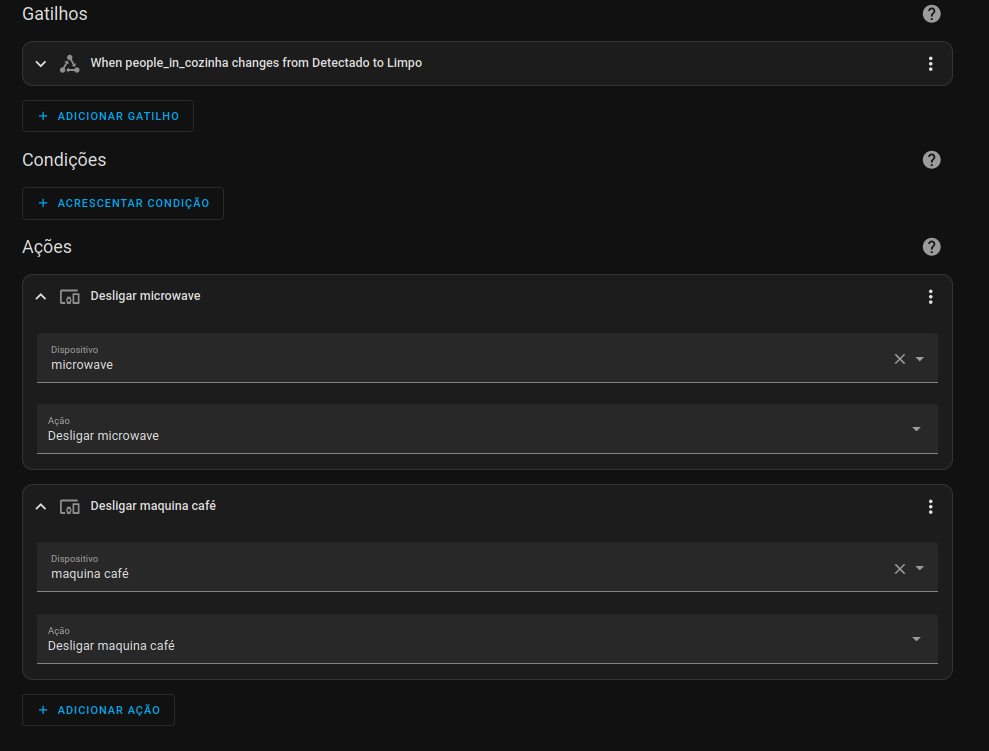 Gatilhos
When people_in_cozinha changes from Detectado to Limpo
+ ADICIONAR GATILHO
Condições
+ ACRESCENTAR CONDIÇÃO
Ações
Desligar microwave
Dispositivo
microwave
Ação
Desligar microwave
Desligar maquina café
Dispositivo
maquina café
Ação
Desligar maquina café
+ ADICIONAR AÇÃO